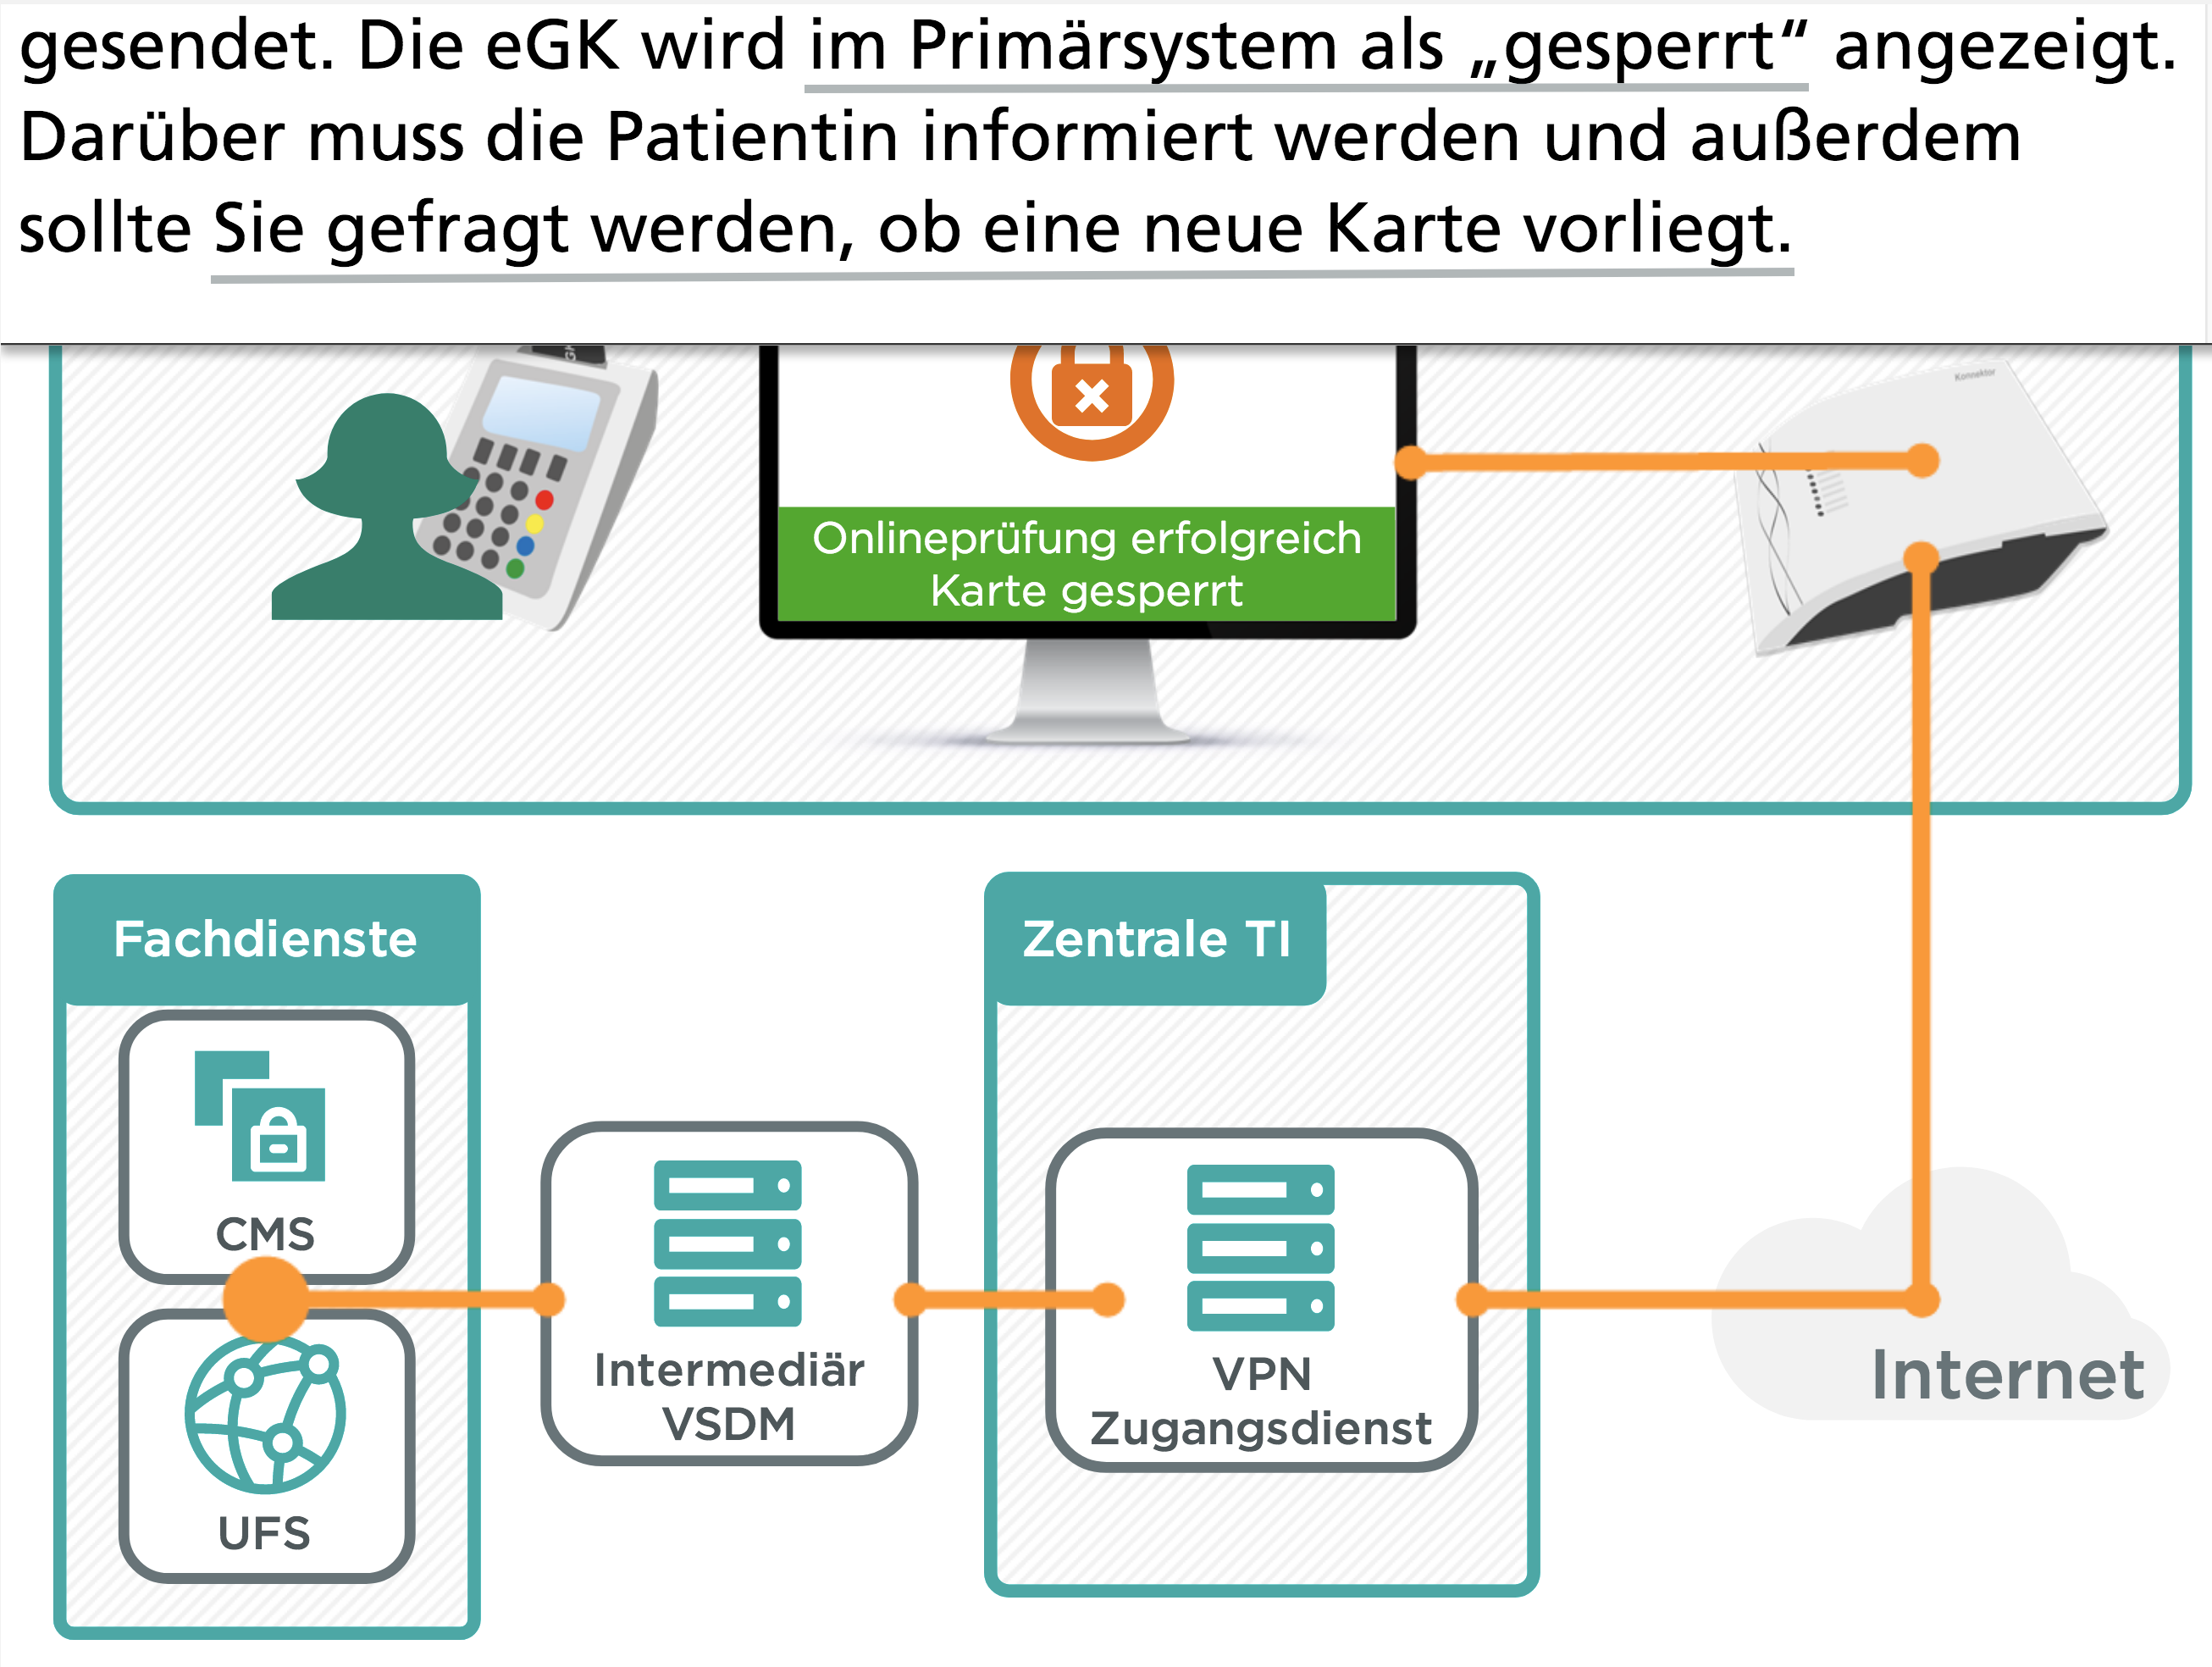 gesendet. Die eGK wird im Primärsystem als „gesperrt“ angezeigt.
Darüber muss die Patientin informiert werden und außerdem
sollte Sie gefragt werden, ob eine neue Karte vorliegt.
Konnektor
Onlineprüfung erfolgreich
Karte gesperrt
Fachdienste
Zentrale TI
CMS
Intermediär
VSDM
VPN
Zugangsdienst
Internet
UFS